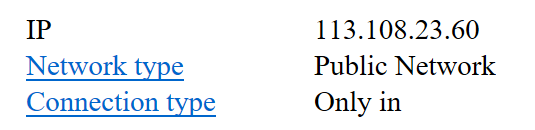 IP 113.108.23.60
Network type Public Network
Connection type Only in